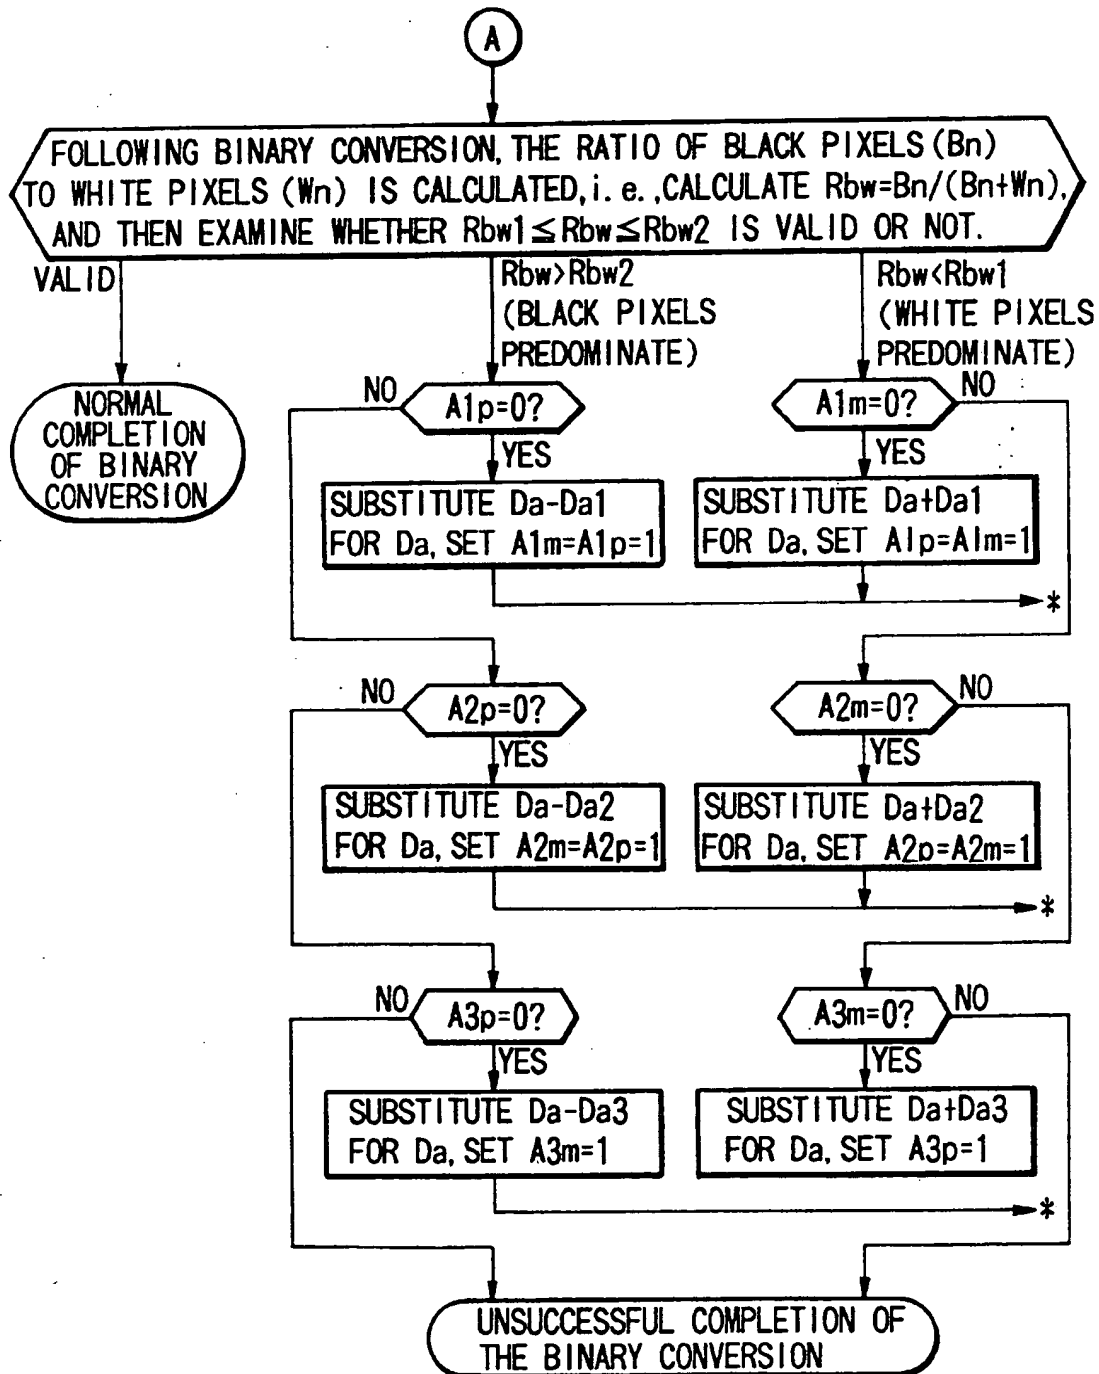 A
FOLLOWING BINARY CONVERSION, THE RATIO OF BLACK PIXELS (Bn)
TO WHITE PIXELS (Wn) IS CALCULATED, i.e., CALCULATE Rbw=Bn/(Bn+Wn),
AND THEN EXAMINE WHETHER Rbw1≦Rbw≦Rbw2 IS VALID OR NOT.
VALID
Rbw>Rbw2
(BLACK PIXELS
PREDOMINATE)
Rbw<Rbw1
(WHITE PIXELS
PREDOMINATE)
NORMAL
COMPLETION
OF BINARY
CONVERSION
NO
A1p=0?
YES
A1m=0?
NO
YES
SUBSTITUTE Da-Da1
FOR Da, SET A1m=A1p=1
SUBSTITUTE Da+Da1
FOR Da, SET A1p=A1m=1
*
NO
A2p=0?
YES
A2m=0?
NO
YES
SUBSTITUTE Da-Da2
FOR Da, SET A2m=A2p=1
SUBSTITUTE Da+Da2
FOR Da, SET A2p=A2m=1
*
NO
A3p=0?
YES
A3m=0?
NO
YES
SUBSTITUTE Da-Da3
FOR Da, SET A3m=1
SUBSTITUTE Da+Da3
FOR Da, SET A3p=1
*
UNSUCCESSFUL COMPLETION OF
THE BINARY CONVERSION